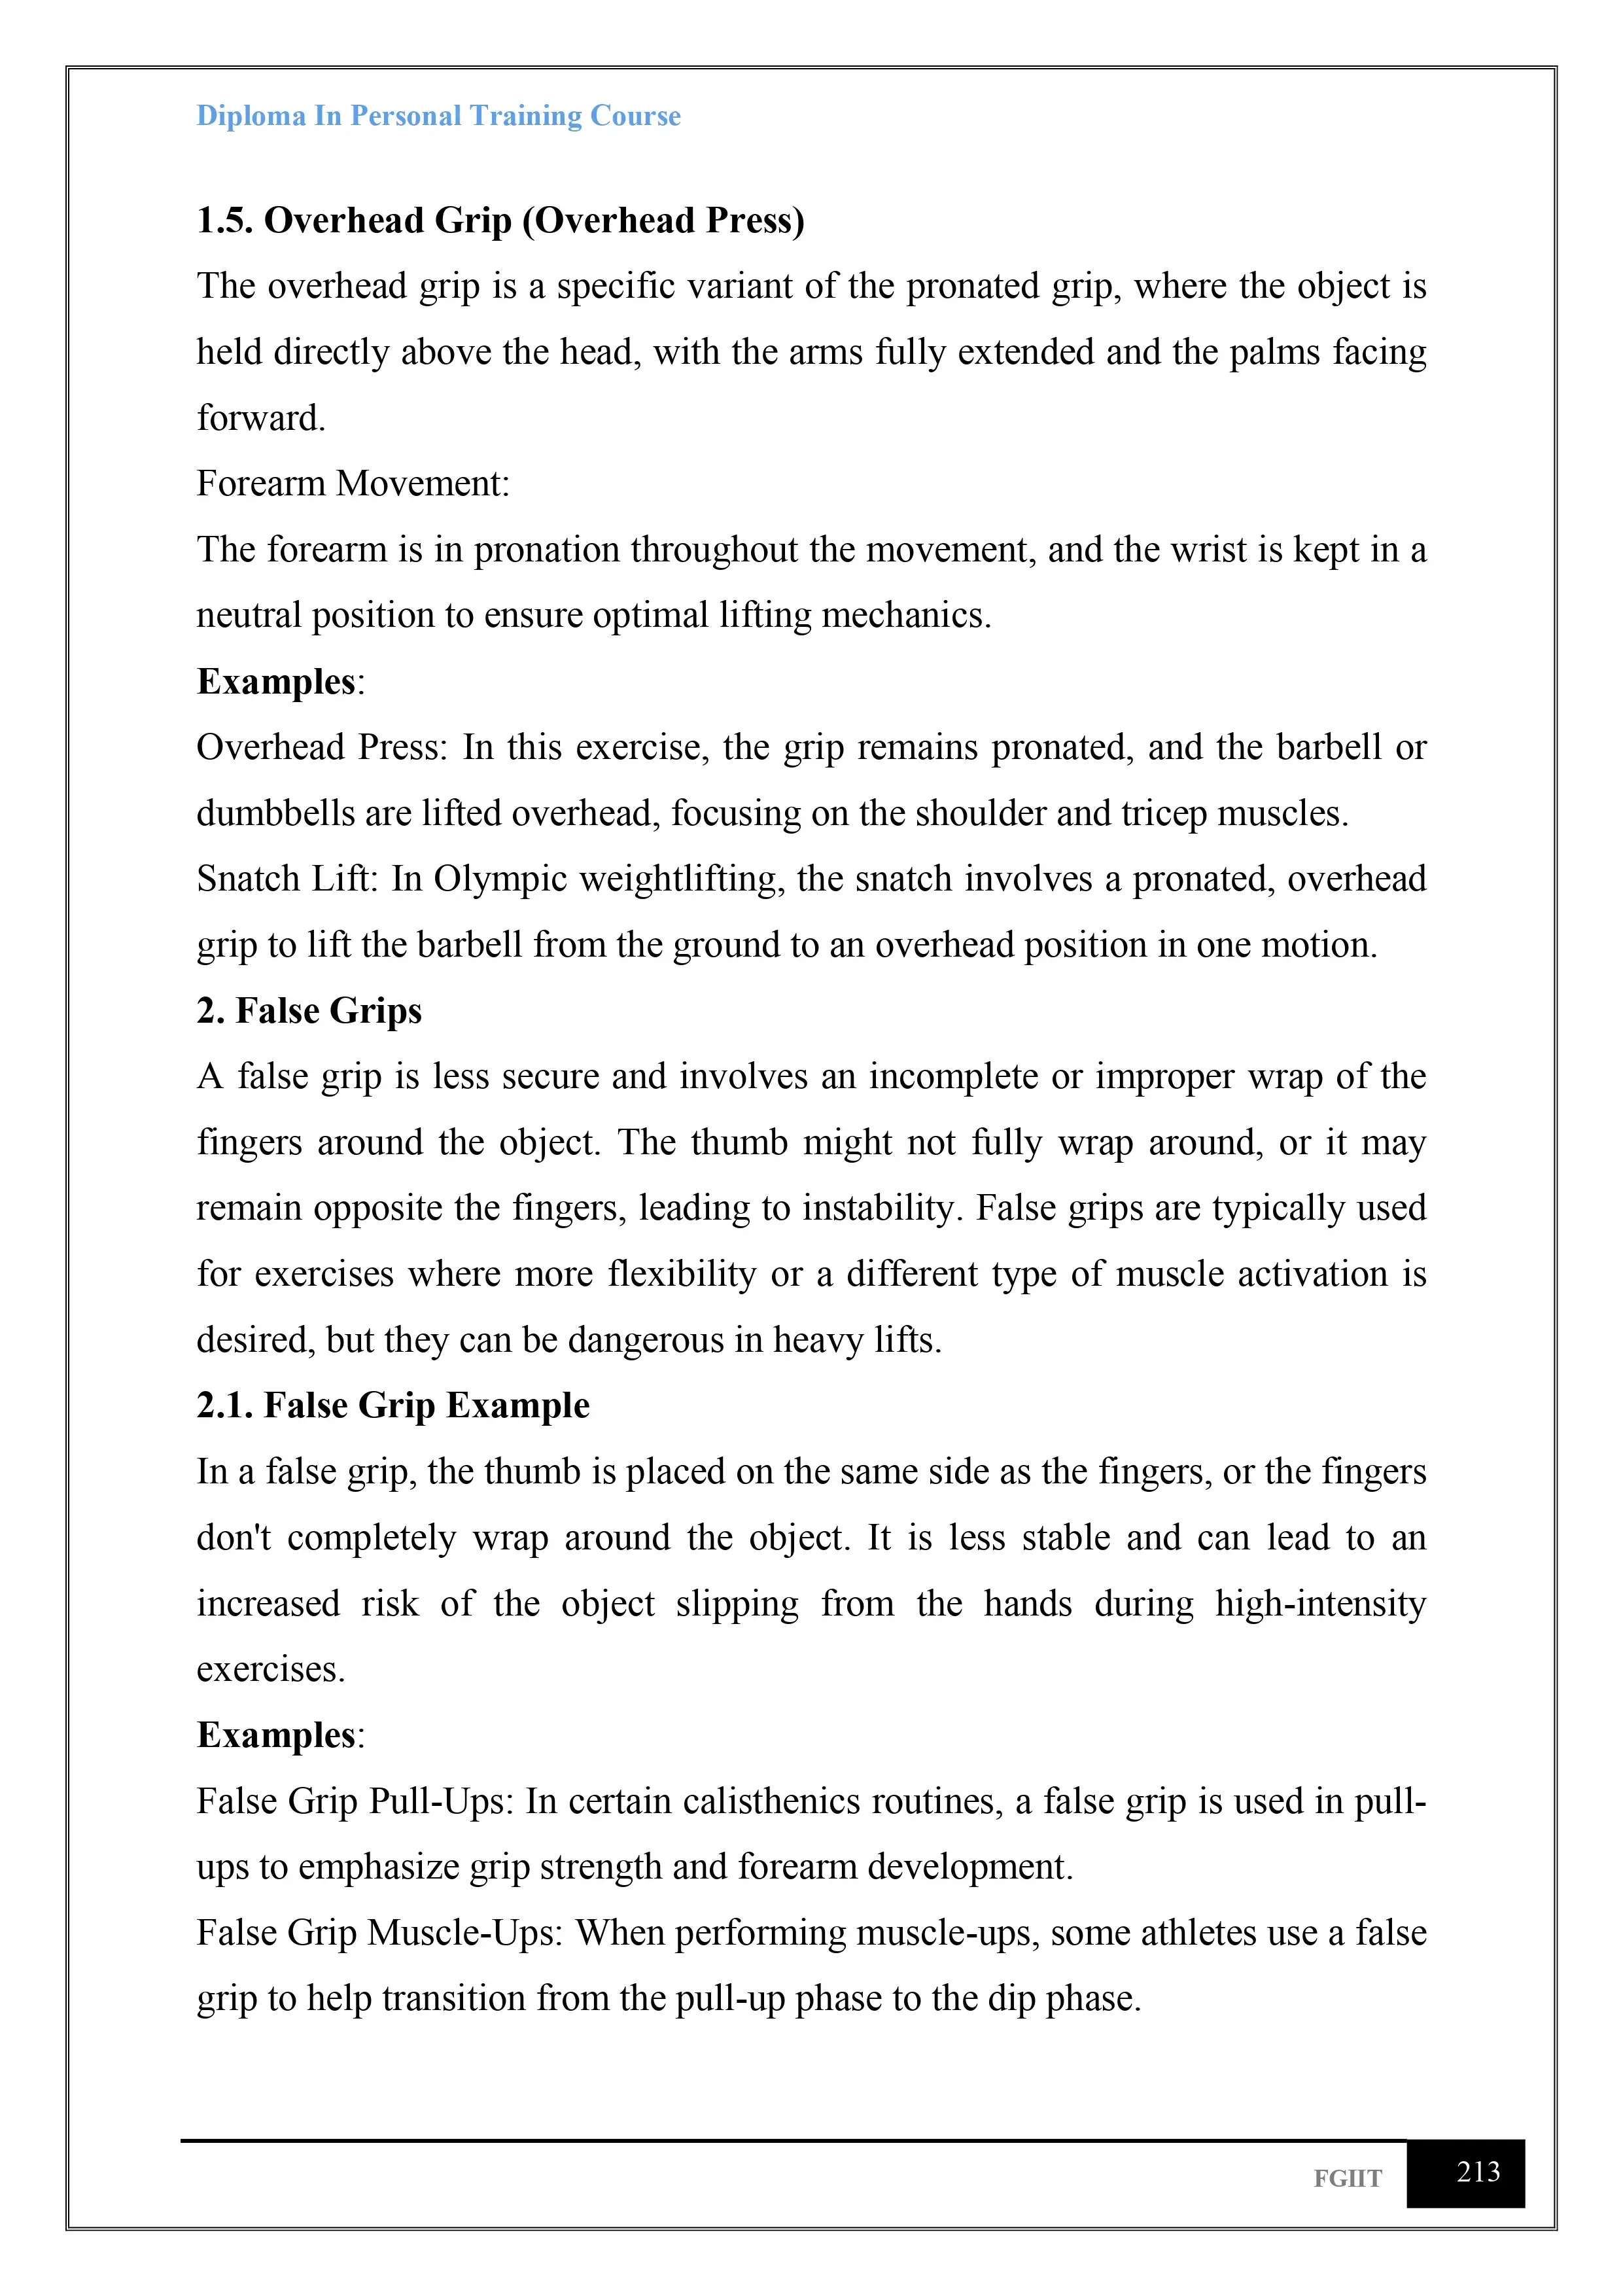 Diploma In Personal Training Course
1.5. Overhead Grip (Overhead Press)
The overhead grip is a specific variant of the pronated grip, where the object is
held directly above the head, with the arms fully extended and the palms facing
forward.
Forearm Movement:
The forearm is in pronation throughout the movement, and the wrist is kept in a
neutral position to ensure optimal lifting mechanics.
Examples:
Overhead Press: In this exercise, the grip remains pronated, and the barbell or
dumbbells are lifted overhead, focusing on the shoulder and tricep muscles.
Snatch Lift: In Olympic weightlifting, the snatch involves a pronated, overhead
grip to lift the barbell from the ground to an overhead position in one motion.
2. False Grips
A false grip is less secure and involves an incomplete or improper wrap of the
fingers around the object. The thumb might not fully wrap around, or it may
remain opposite the fingers, leading to instability. False grips are typically used
for exercises where more flexibility or a different type of muscle activation is
desired, but they can be dangerous in heavy lifts.
2.1. False Grip Example
In a false grip, the thumb is placed on the same side as the fingers, or the fingers
don't completely wrap around the object. It is less stable and can lead to an
increased risk of the object slipping from the hands during high-intensity
exercises.
Examples:
False Grip Pull-Ups: In certain calisthenics routines, a false grip is used in pull-
ups to emphasize grip strength and forearm development.
False Grip Muscle-Ups: When performing muscle-ups, some athletes use a false
grip to help transition from the pull-up phase to the dip phase.
FGIIT
213